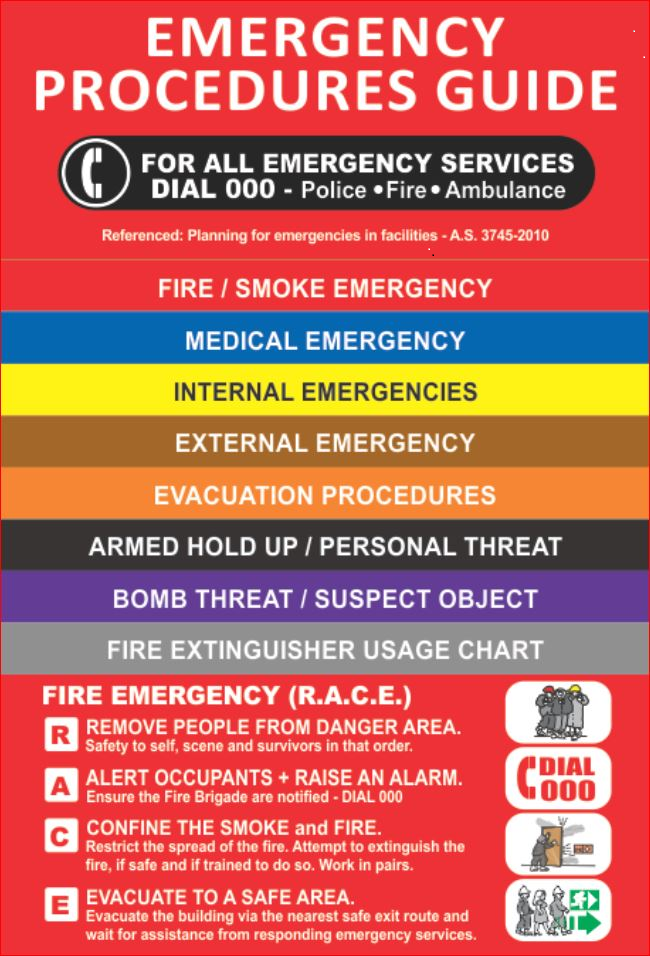 EMERGENCY
PROCEDURES GUIDE
FOR ALL EMERGENCY SERVICES
DIAL 000 - Police •Fire• Ambulance
Referenced: Planning for emergencies in facilities - A.S. 3745-2010
FIRE / SMOKE EMERGENCY
MEDICAL EMERGENCY
INTERNAL EMERGENCIES
EXTERNAL EMERGENCY
EVACUATION PROCEDURES
ARMED HOLD UP / PERSONAL THREAT
BOMB THREAT / SUSPECT OBJECT
FIRE EXTINGUISHER USAGE CHART
FIRE EMERGENCY (R.A.C.E.)
R REMOVE PEOPLE FROM DANGER AREA.
Safety to self, scene and survivors in that order.
A ALERT OCCUPANTS + RAISE AN ALARM.
Ensure the Fire Brigade are notified - DIAL 000
DIAL
000
C CONFINE THE SMOKE and FIRE.
Restrict the spread of the fire. Attempt to extinguish the
fire, if safe and if trained to do so. Work in pairs.
E EVACUATE TO A SAFE AREA.
Evacuate the building via the nearest safe exit route and
wait for assistance from responding emergency services.